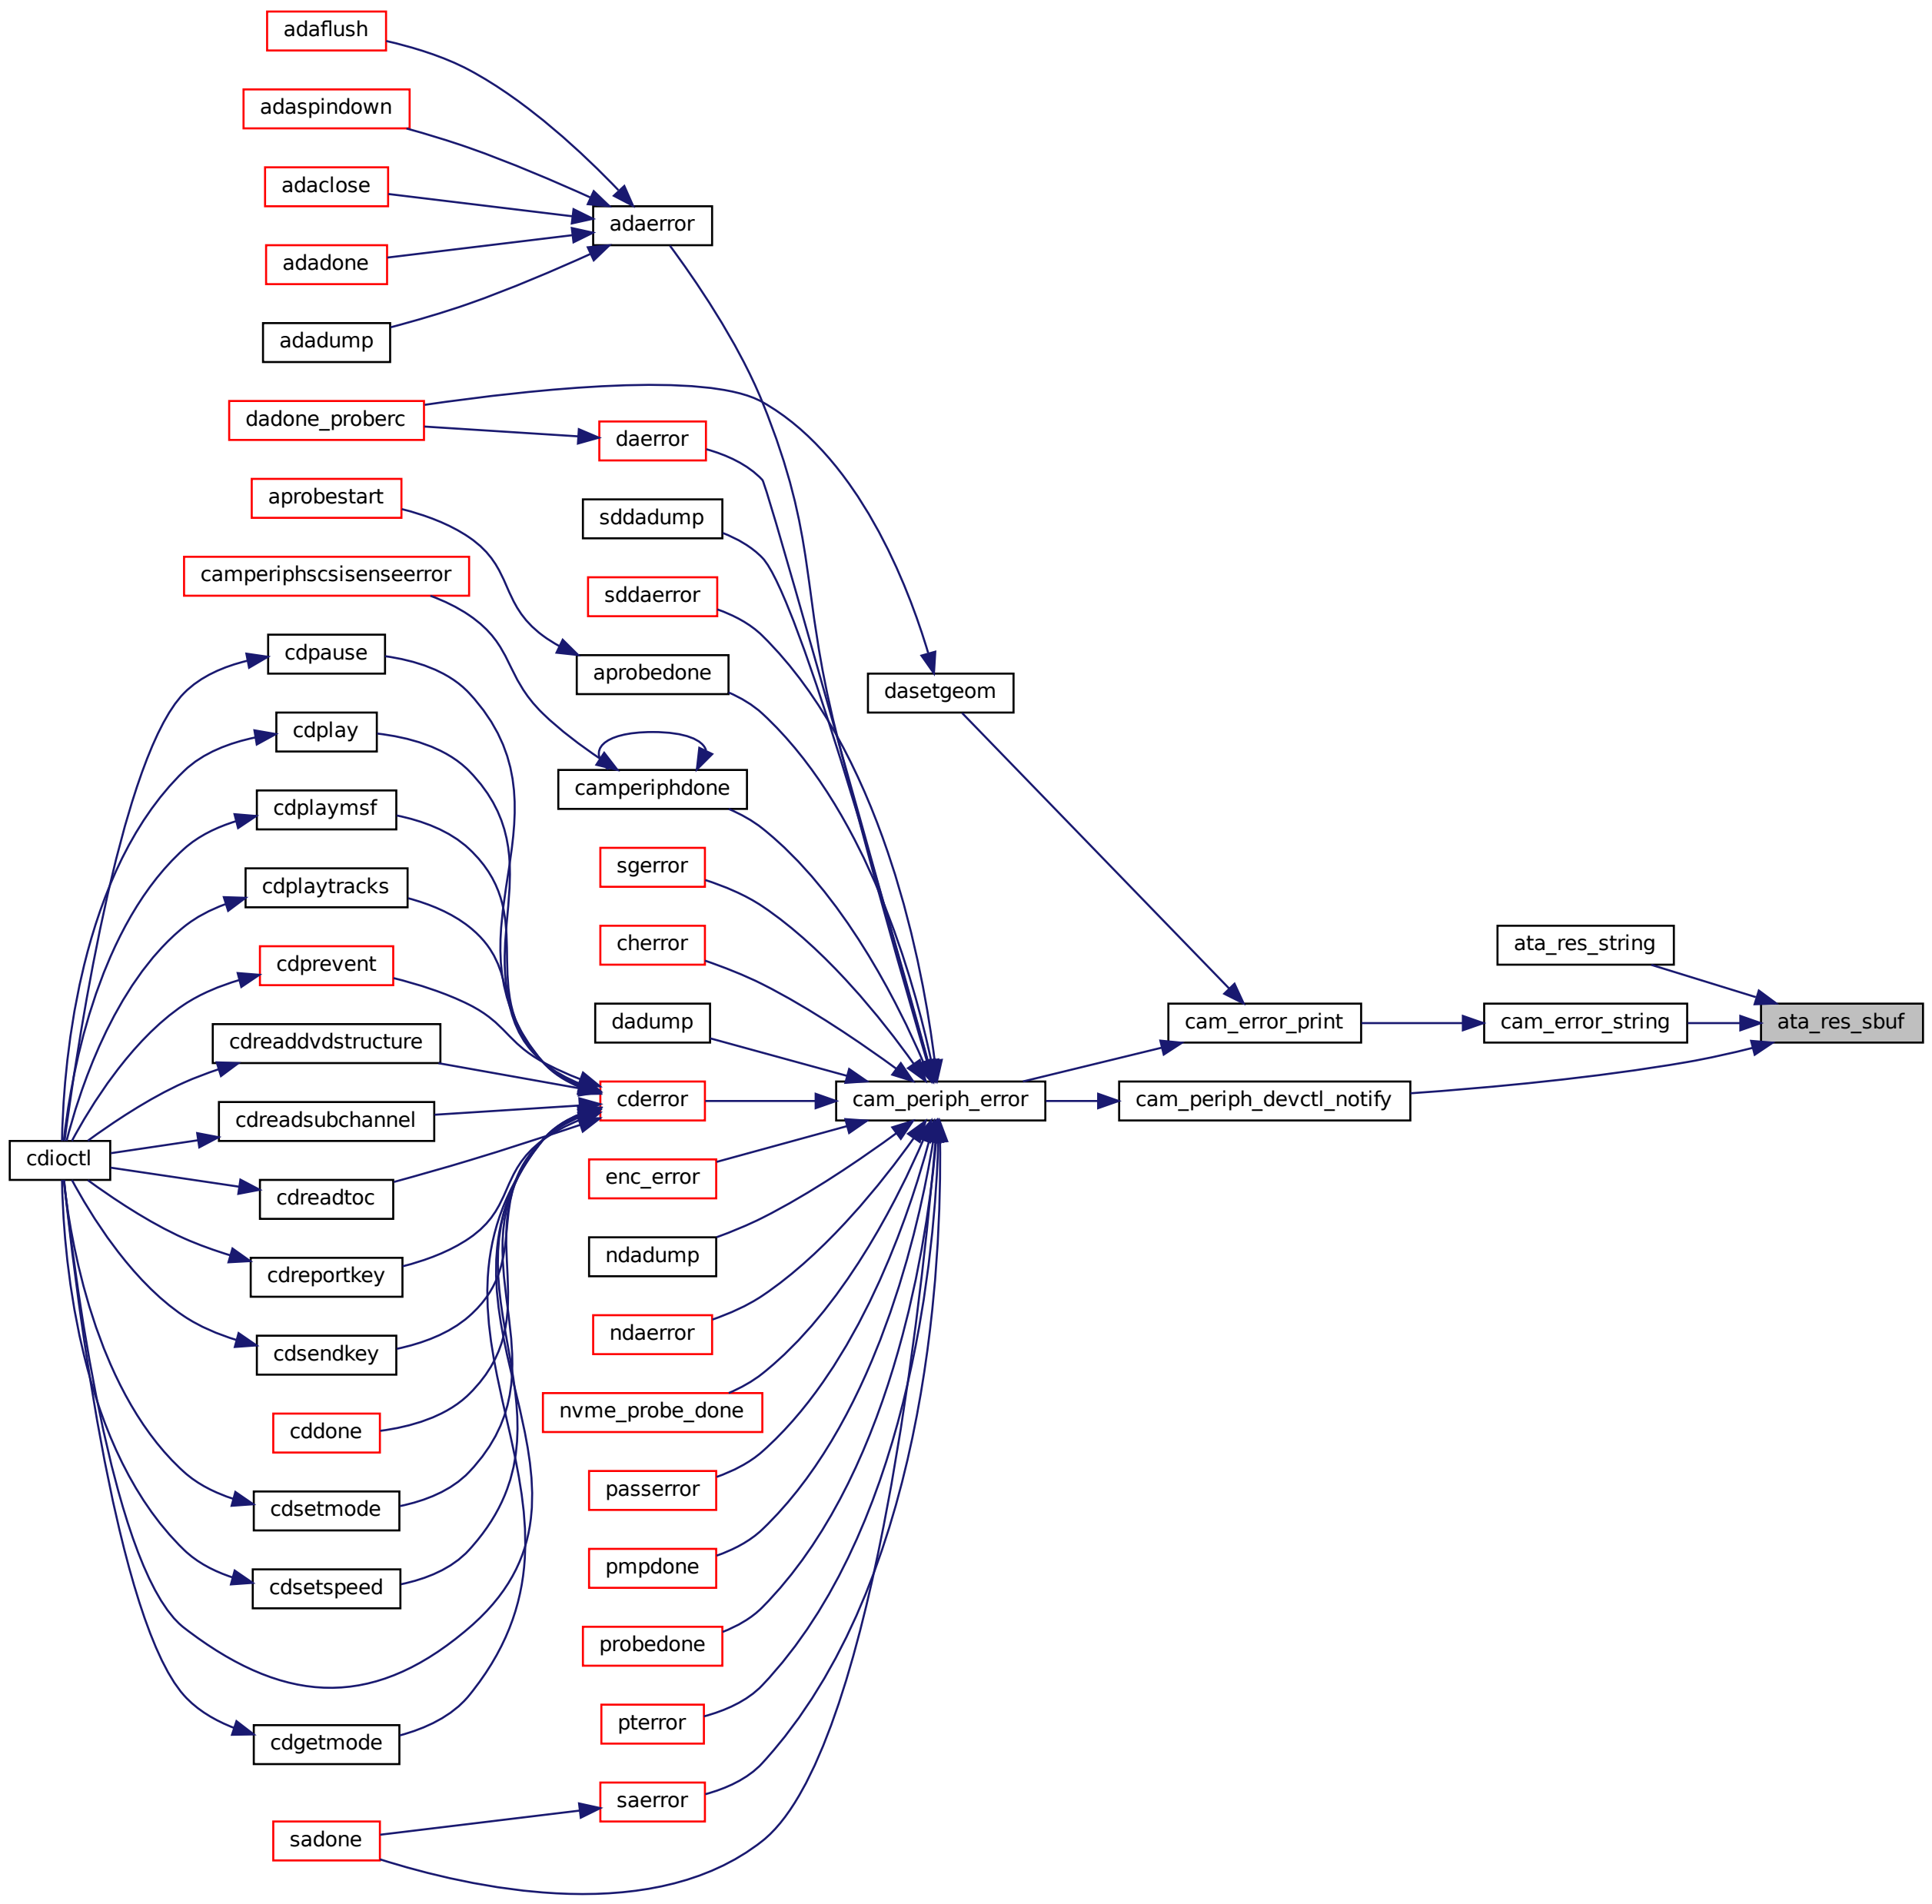 adaflush
adaspindown
adaclose
adaerror
adadone
adadump
dadone_proberc
daerror
aprobestart
sddadump
camperiphscsisenseerror
sddaerror
cdpause
aprobedone
dasetgeom
cdplay
camperiphdone
cdplaymsf
sgerror
cdplaytracks
cherror
ata_res_string
cdprevent
dadump
cam_error_print
cam_error_string
ata_res_sbuf
cdreaddvdstructure
cderror
cam_periph_error
cam_periph_devctl_notify
cdreadsubchannel
cdioctl
enc_error
cdreadtoc
ndadump
cdreportkey
ndaerror
cdsendkey
nvme_probe_done
cddone
passerror
cdsetmode
pmpdone
cdsetspeed
probedone
pterror
cdgetmode
saerror
sadone